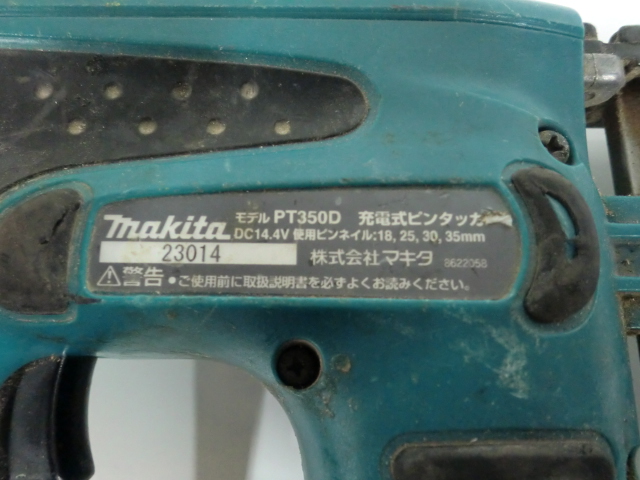 makita モデル PT350D 充電式ピンタッカ
DC14.4V 使用ピンネイル:18, 25, 30, 35mm
23014 株式会社マキタ 8622058
警告 • ご使用前に取扱説明書を必ずよくお読みください。